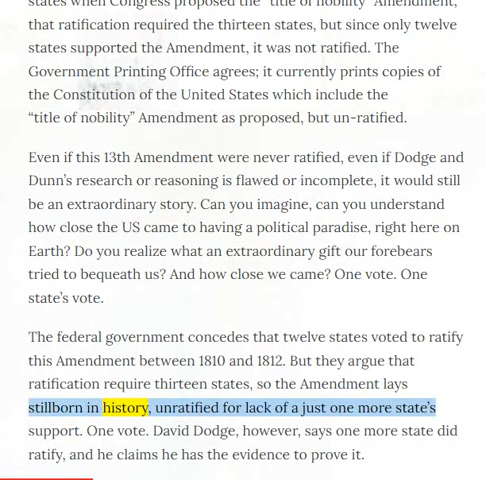 states when Congress proposed the “title of nobility” Amendment,
that ratification required the thirteen states, but since only twelve
states supported the Amendment, it was not ratified. The
Government Printing Office agrees; it currently prints copies of
the Constitution of the United States which include the
“title of nobility” Amendment as proposed, but un-ratified.
Even if this 13th Amendment were never ratified, even if Dodge and
Dunn’s research or reasoning is flawed or incomplete, it would still
be an extraordinary story. Can you imagine, can you understand
how close the US came to having a political paradise, right here on
Earth? Do you realize what an extraordinary gift our forebears
tried to bequeath us? And how close we came? One vote. One
state’s vote.
The federal government concedes that twelve states voted to ratify
this Amendment between 1810 and 1812. But they argue that
ratification require thirteen states, so the Amendment lays
stillborn in history, unratified for lack of a just one more state’s
support. One vote. David Dodge, however, says one more state did
ratify, and he claims he has the evidence to prove it.